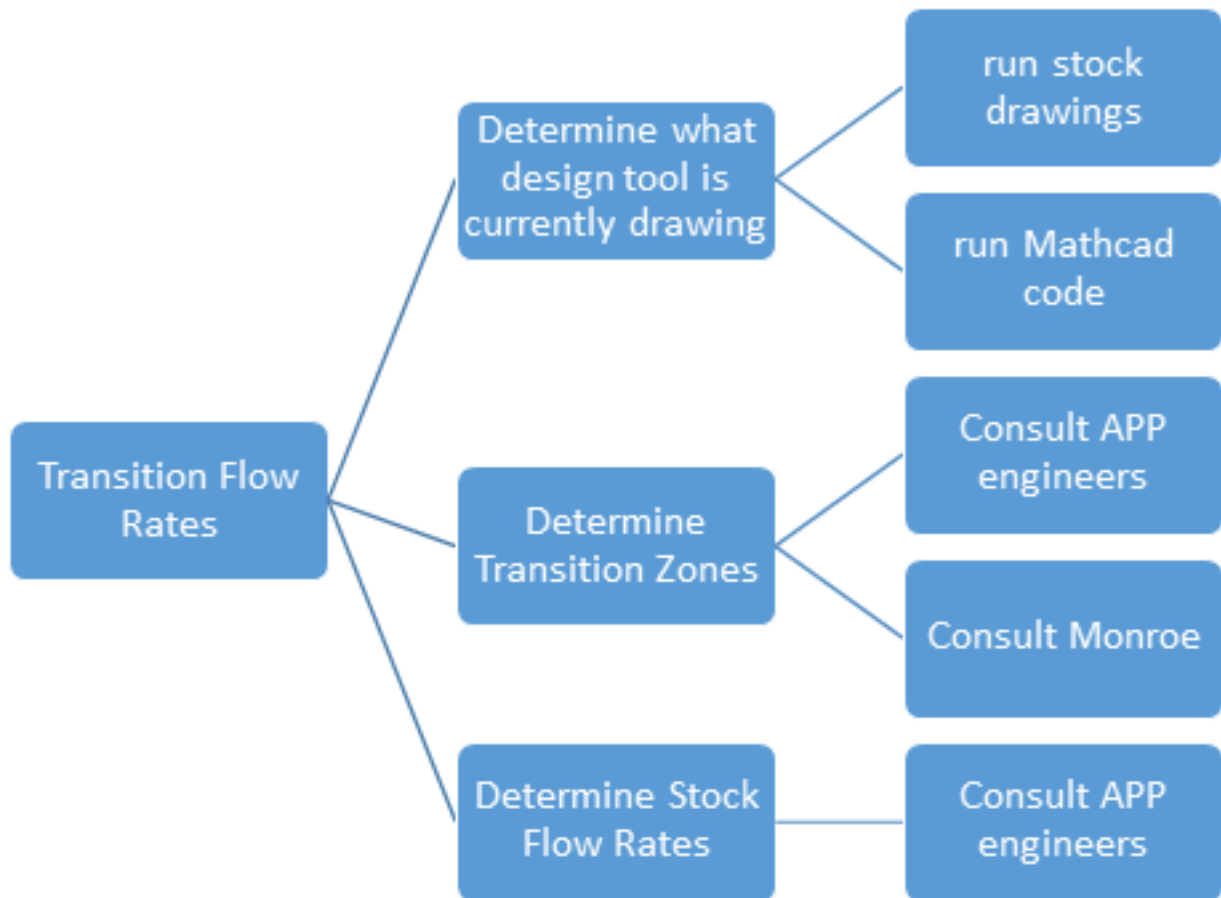 Transition Flow
Rates
Determine what
design tool is
currently drawing
run stock
drawings
run Mathcad
code
Determine
Transition Zones
Consult APP
engineers
Consult Monroe
Determine Stock
Flow Rates
Consult APP
engineers